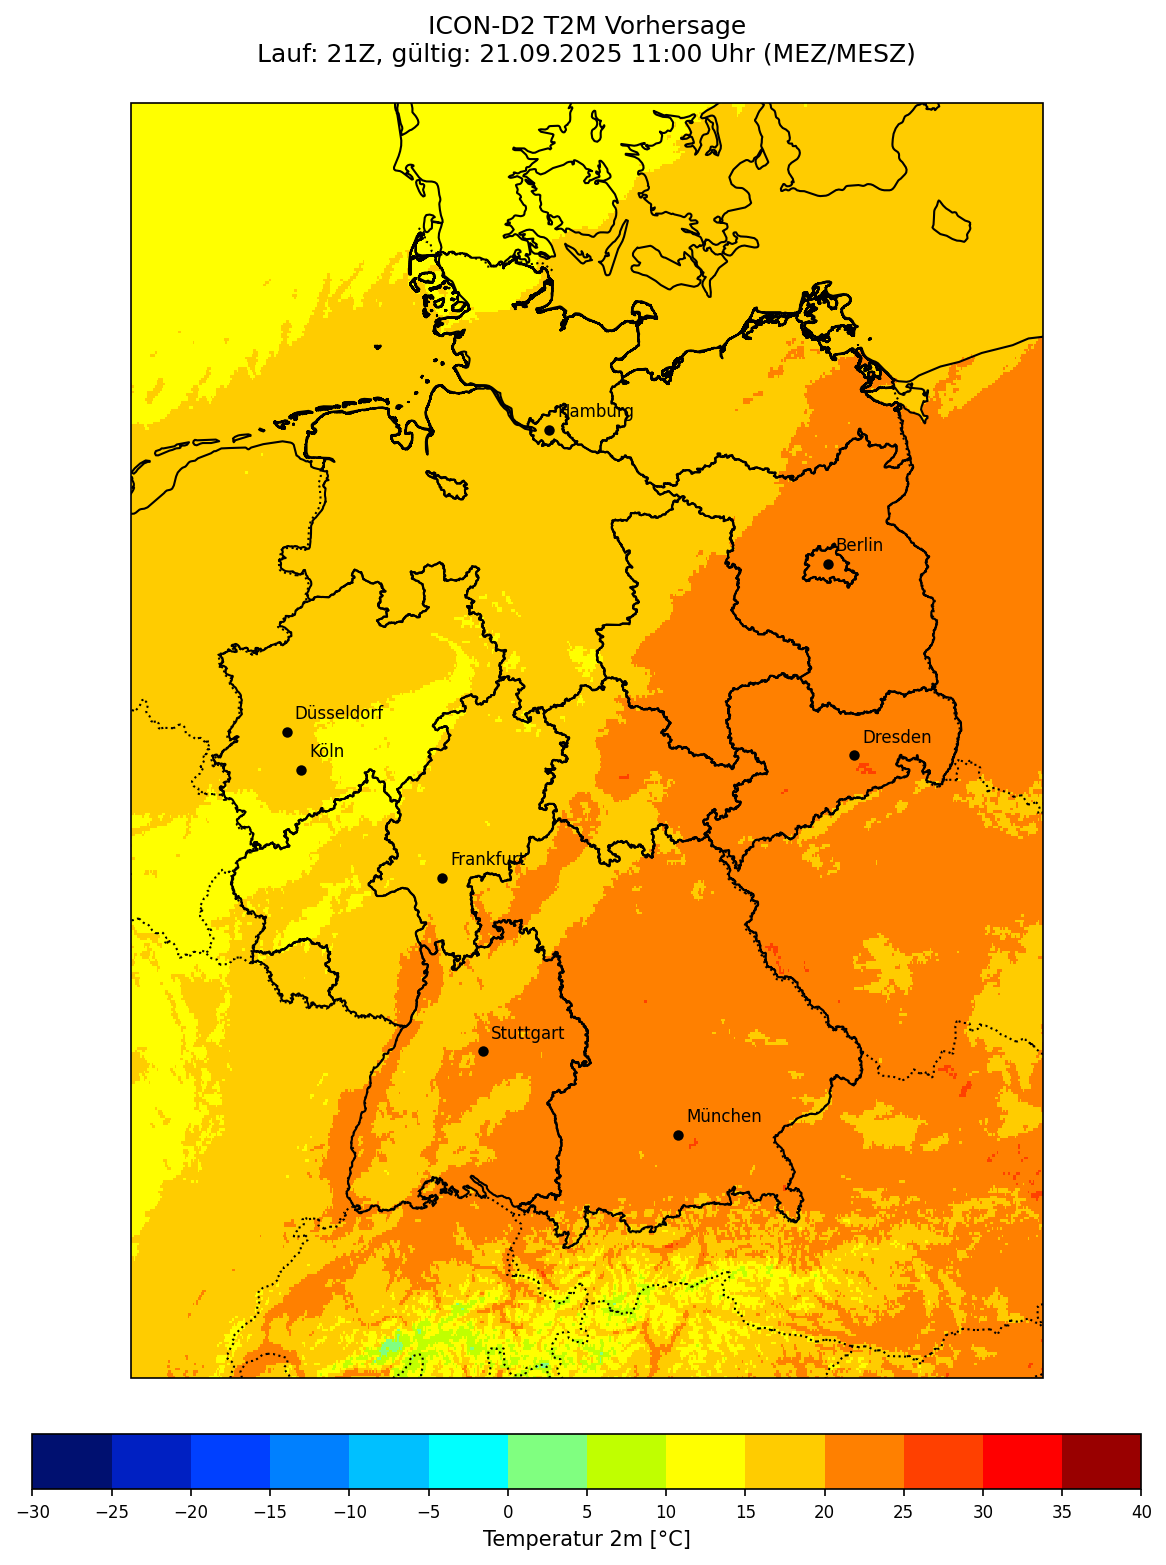 ICON-D2 T2M Vorhersage
Lauf: 21Z, gültig: 21.09.2025 11:00 Uhr (MEZ/MESZ)
Hamburg
Berlin
Düsseldorf
Dresden
Köln
Frankfurt
Stuttgart
München
−30 −25 −20 −15 −10 −5 0 5 10 15 20 25 30 35 40
Temperatur 2m [°C]